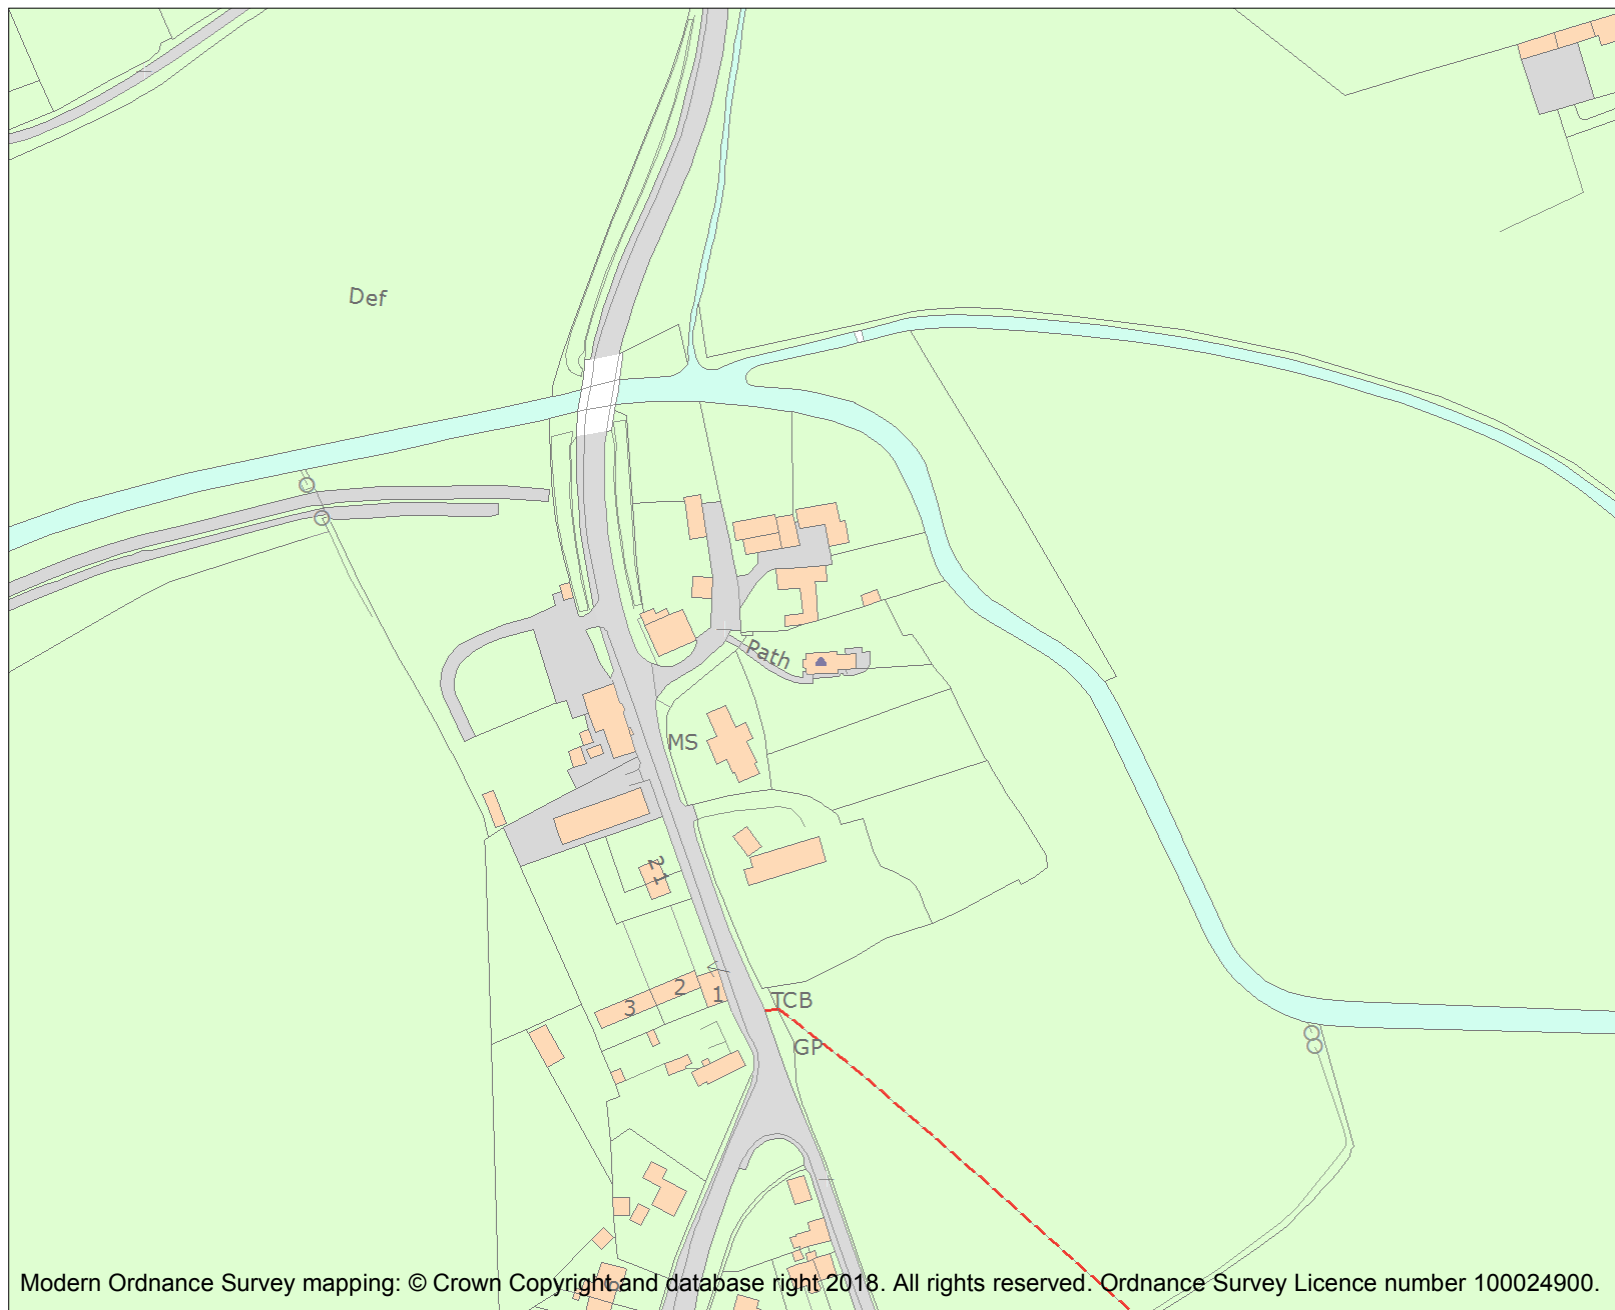 Def
Path
MS
21
2
1
3
TCB
GP
Modern Ordnance Survey mapping: © Crown Copyright and database right 2018. All rights reserved. Ordnance Survey Licence number 100024900.